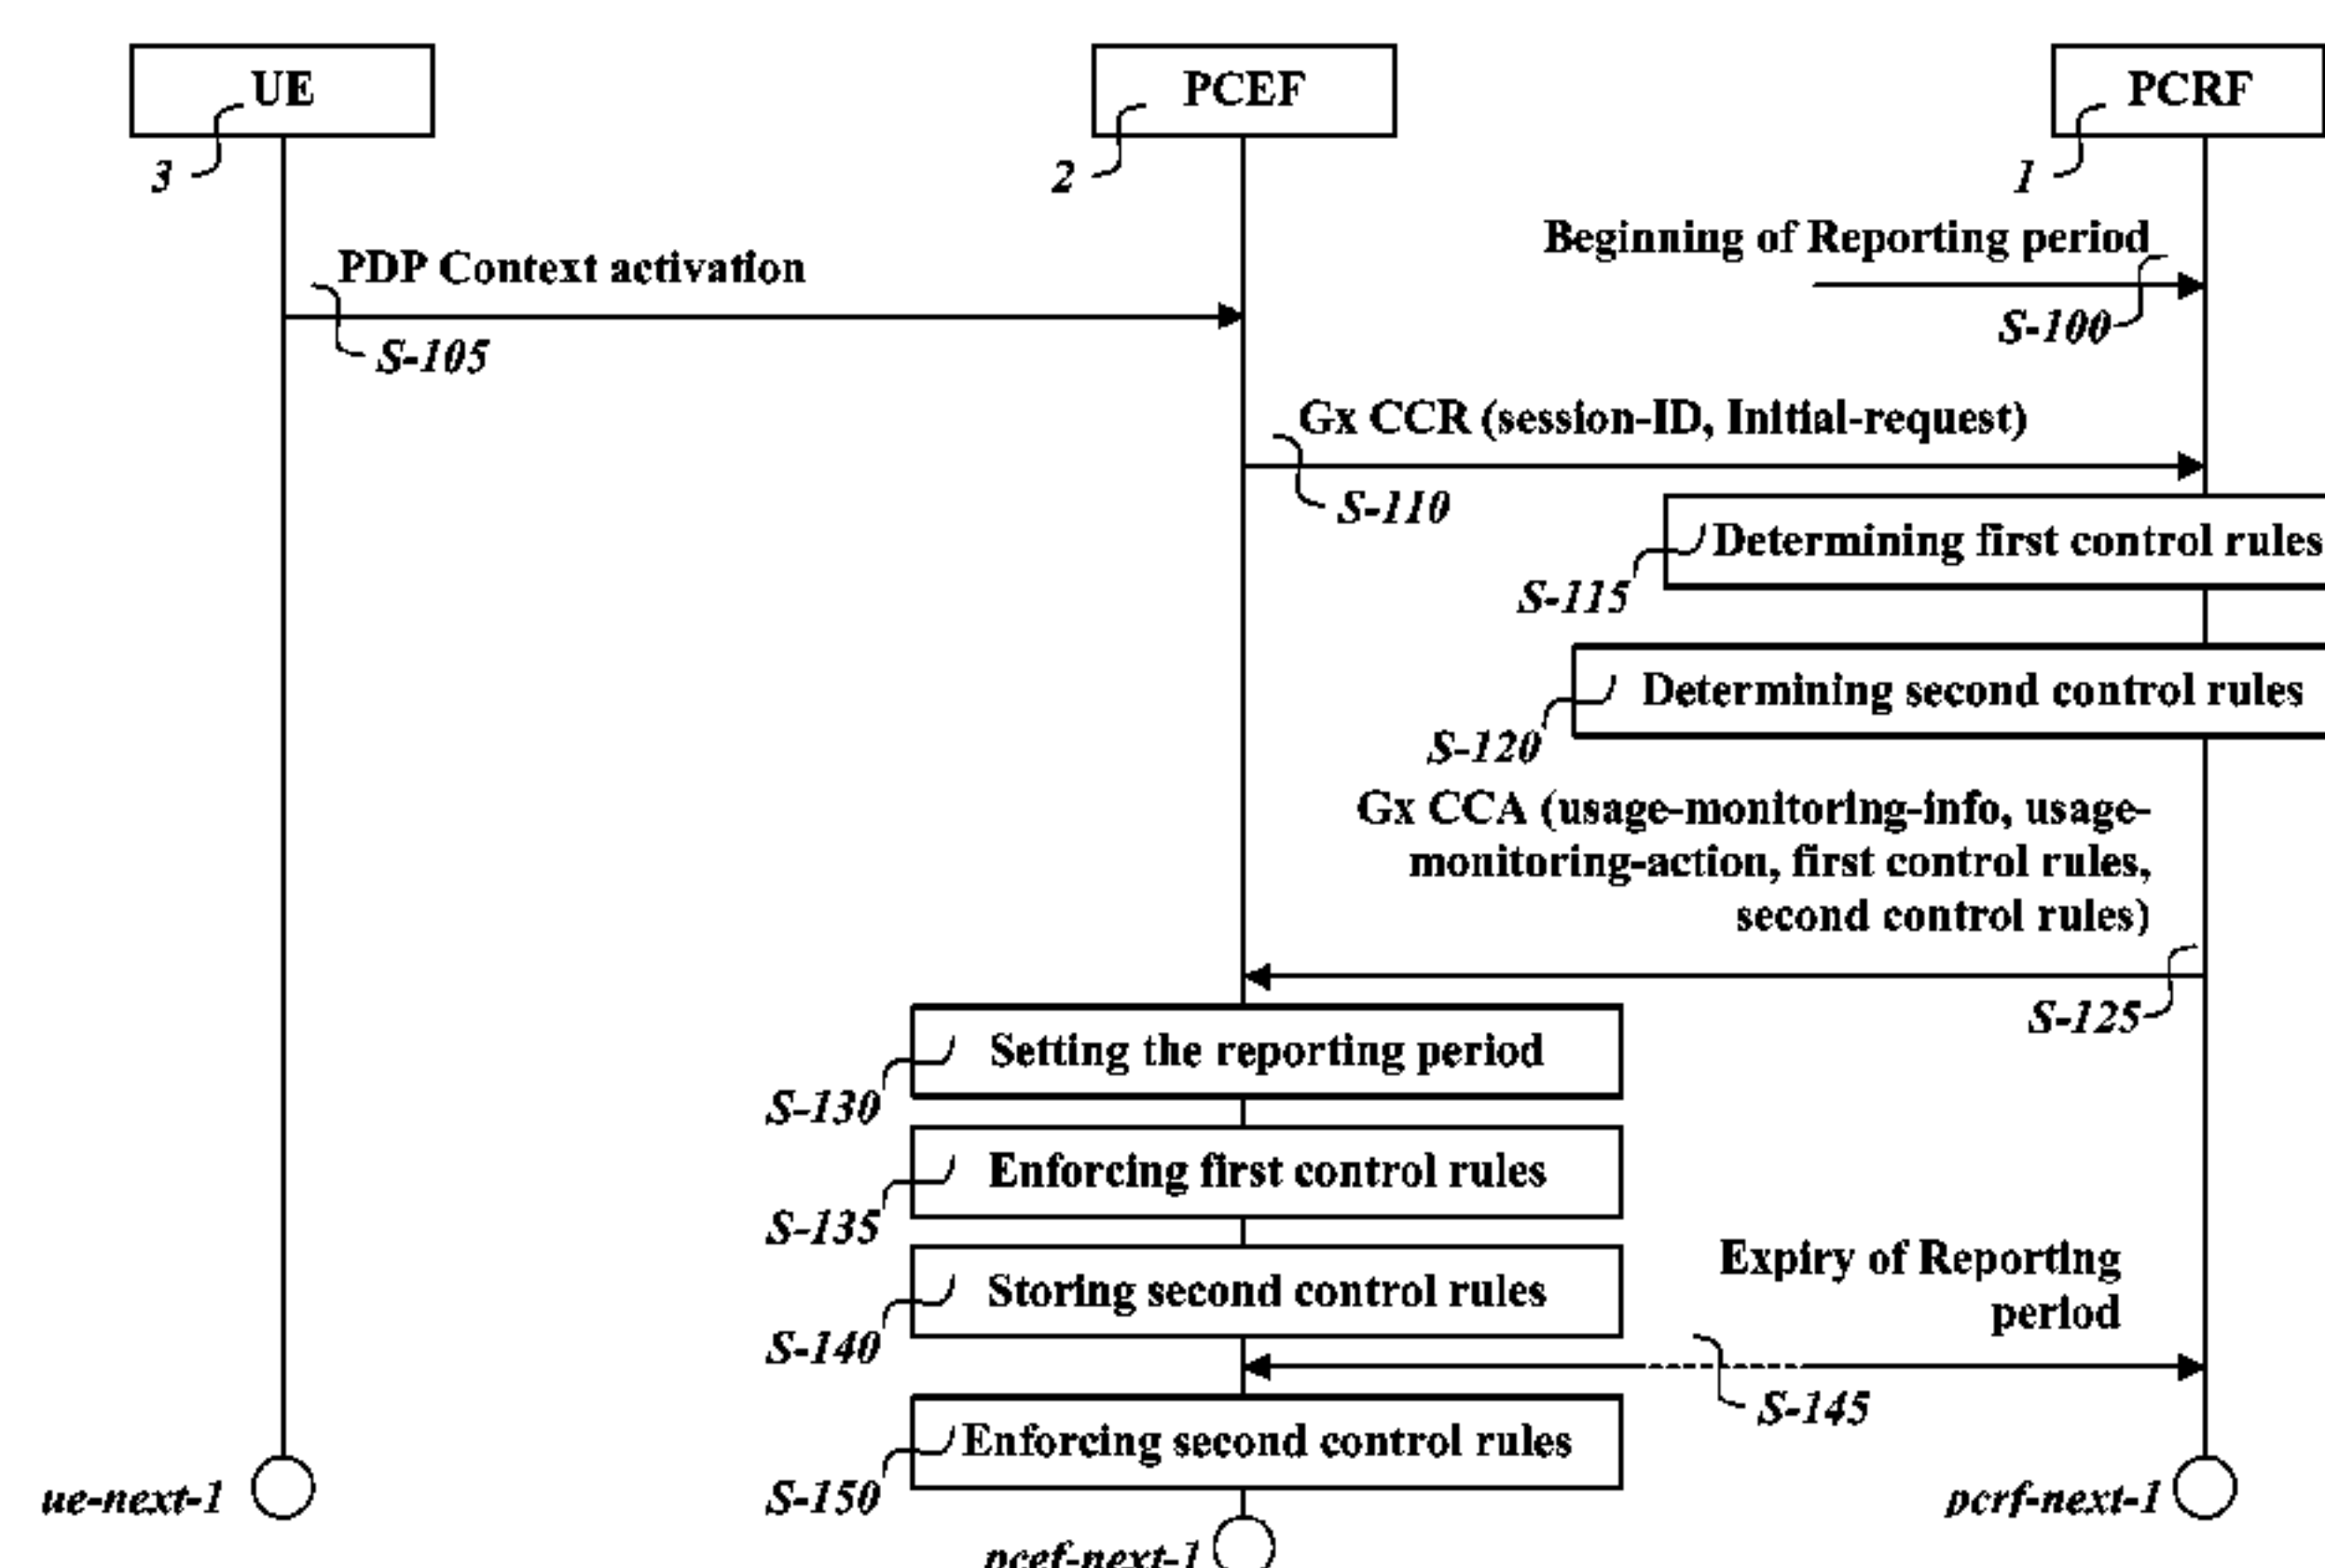 UE
PCEF
PCRF
3
2
1
Beginning of Reporting period
PDP Context activation
S-100
S-105
Gx CCR (session-ID, Initial-request)
S-110
Determining first control rules
S-115
Determining second control rules
S-120
Gx CCA (usage-monitoring-info, usage-
monitoring-action, first control rules,
second control rules)
S-125
Setting the reporting period
S-130
Enforcing first control rules
S-135
Expiry of Reporting
period
Storing second control rules
S-140
S-145
Enforcing second control rules
S-150
ue-next-1
pcrf-next-1
pcef-next-1